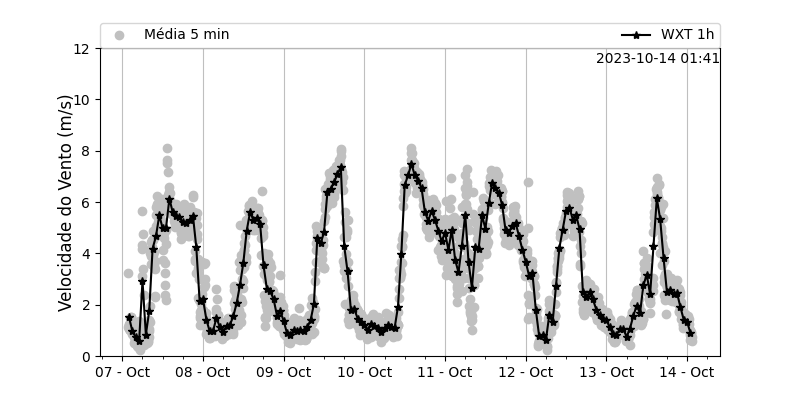 Média 5 min
WXT 1h
2023-10-14 01:41
Velocidade do Vento (m/s)
12
10
8
6
4
2
0
07 - Oct
08 - Oct
09 - Oct
10 - Oct
11 - Oct
12 - Oct
13 - Oct
14 - Oct